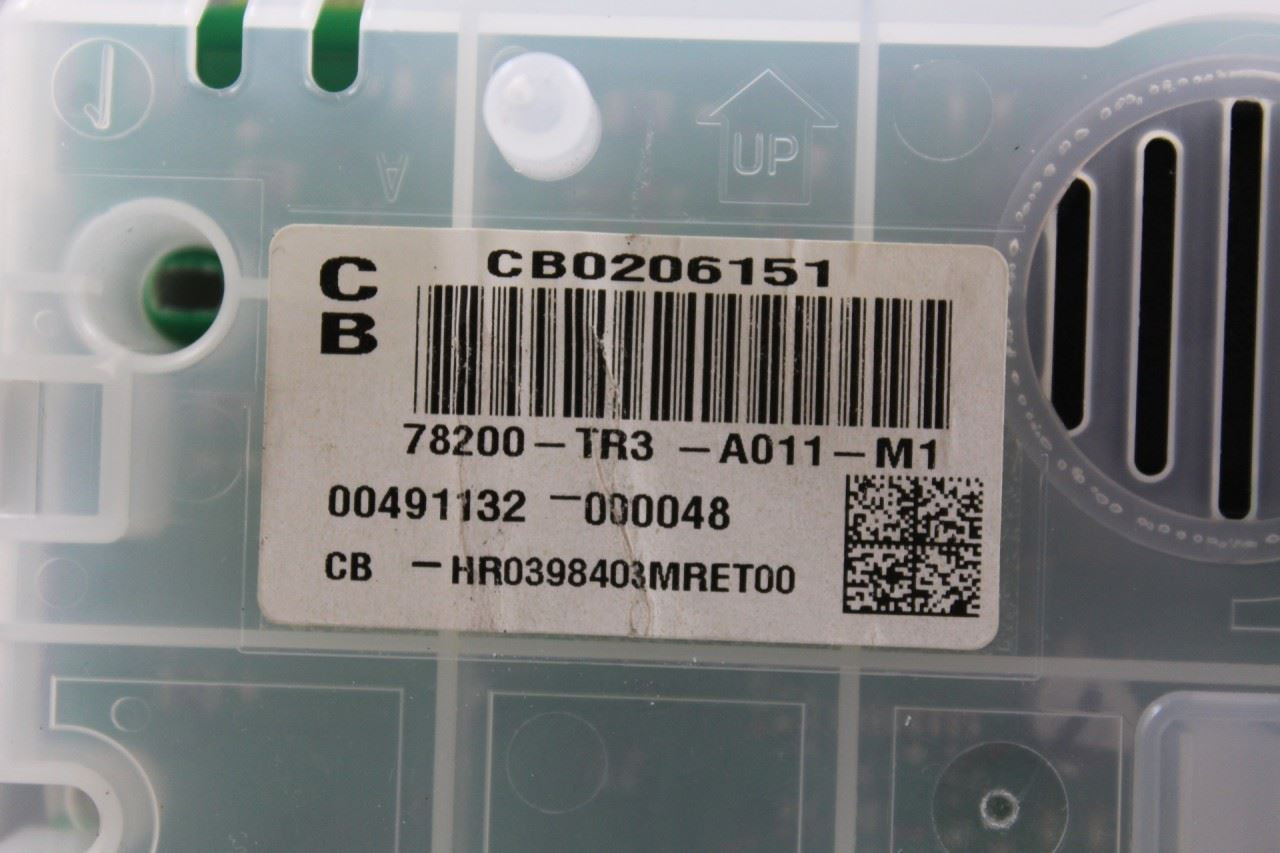 A
UP
C
B
CB0206151
78200-TR3 -A011-M1
00491132 -000048
CB -HR0398403MRET00